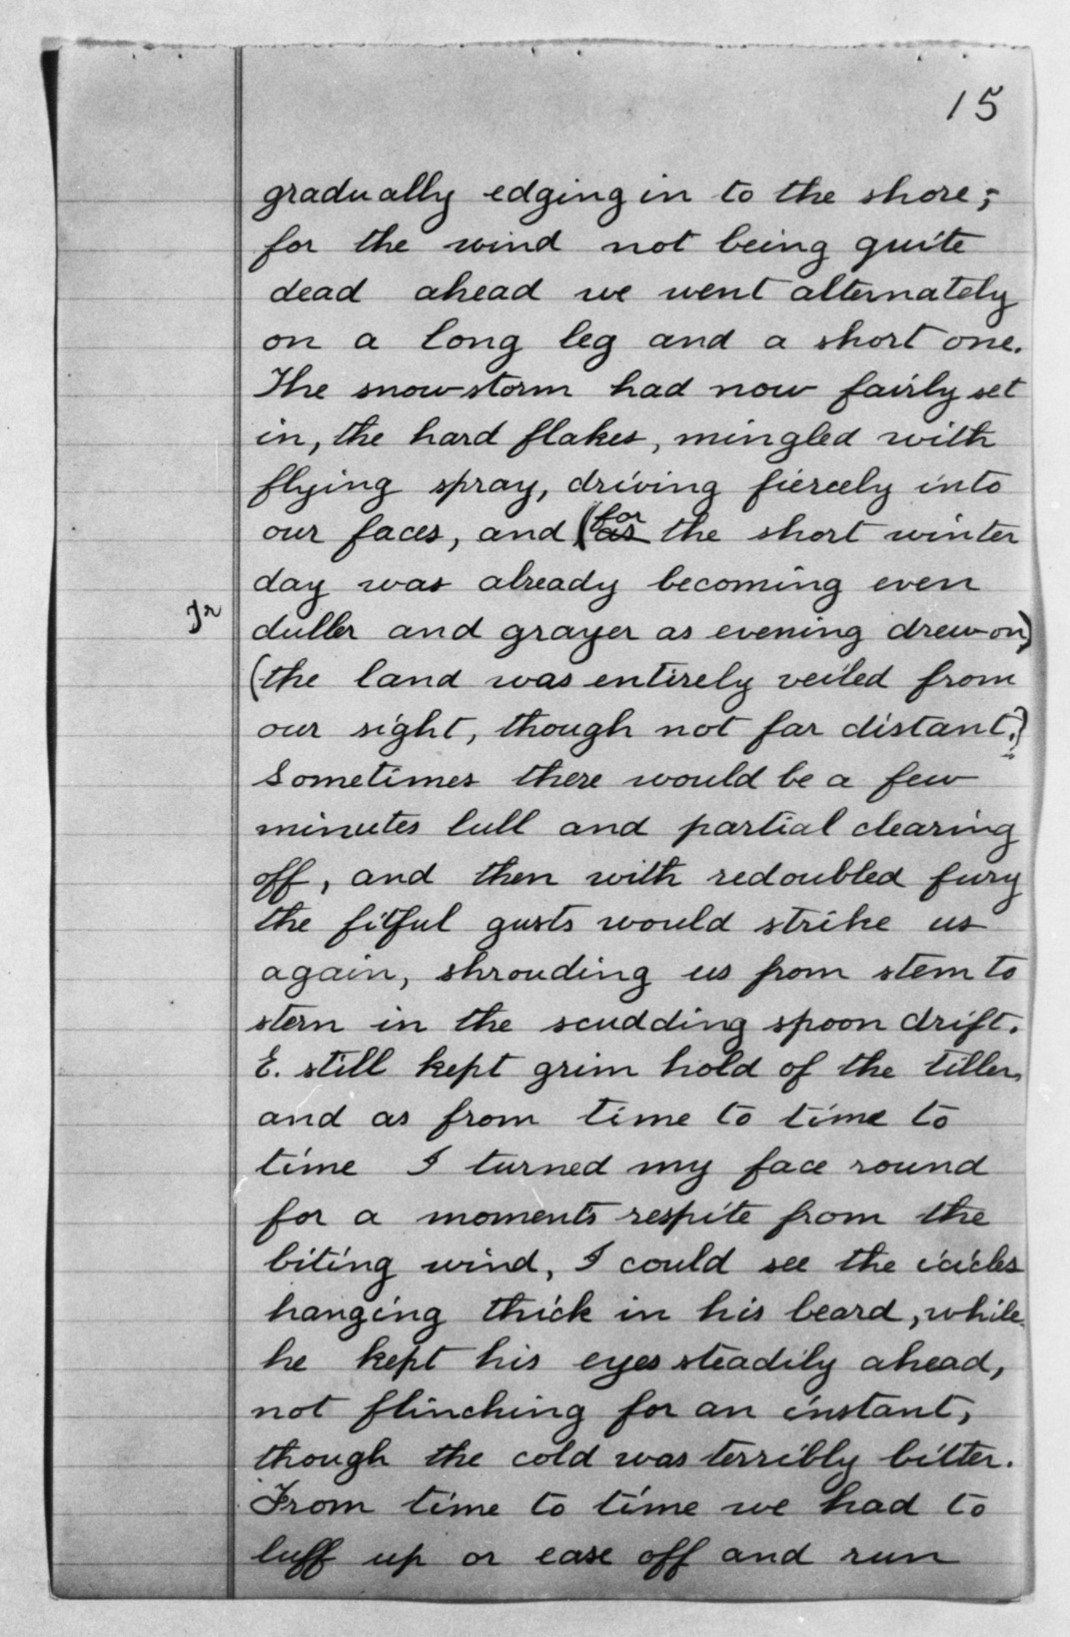 15
gradually edging in to the shore;
for the wind not being quite
dead ahead we went alternately
on a long leg and a short one.
The snow-storm had now fairly set
in, the hard flakes, mingled with
flying spray, driving fiercely into
our faces, and (for as the short winter
day was already becoming even
Tr
duller and grayer as evening drew on)
(the land was entirely veiled from
our sight, though not far distant.)
Sometimes there would be a few
minutes lull and partial clearing
off, and then with redoubled fury
the fitful gusts would strike us
again, shrouding us from stem to
stern in the scudding spoon drift.
E. still kept grim hold of the tiller,
and as from time to time to
time I turned my face round
for a moments respite from the
biting wind, I could see the icicles
hanging thick in his beard, while
he kept his eyes steadily ahead,
not flinching for an instant,
though the cold was terribly bitter.
From time to time we had to
luff up or ease off and run